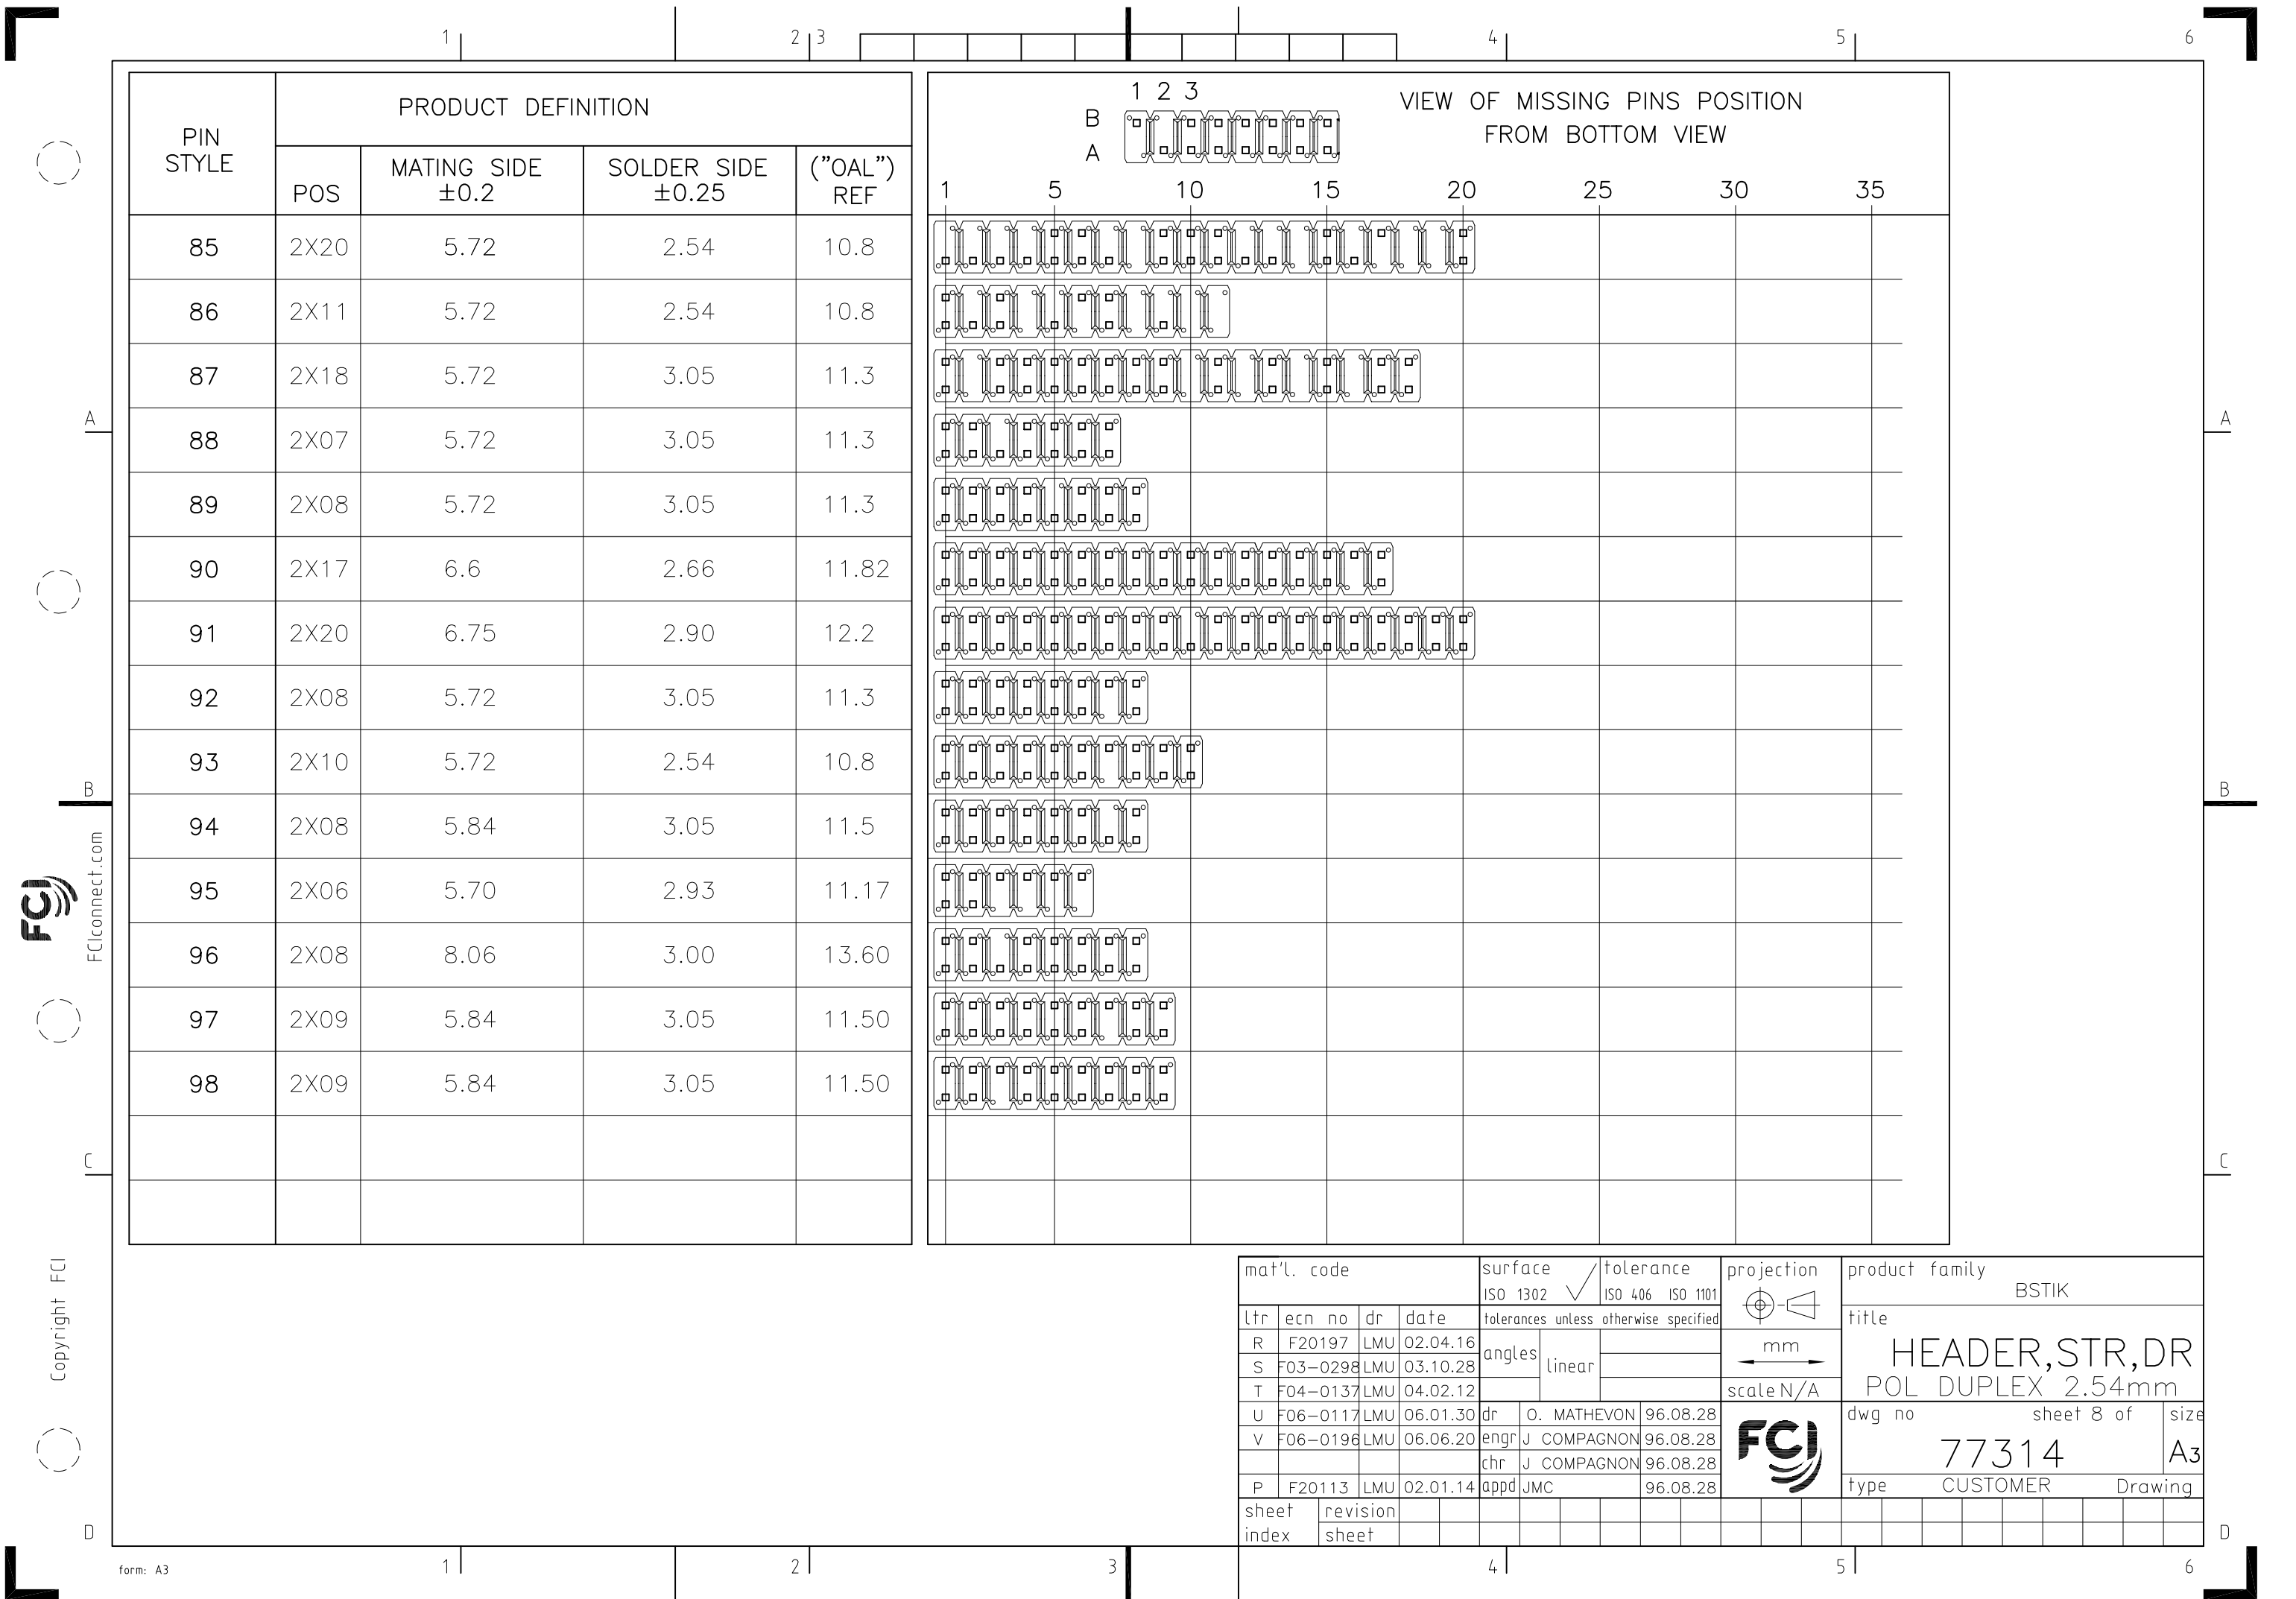 1 2 3 4 5 6
PRODUCT DEFINITION
PIN STYLE
POS
MATING SIDE ±0.2
SOLDER SIDE ±0.25
("OAL") REF
85 2X20 5.72 2.54 10.8
86 2X11 5.72 2.54 10.8
87 2X18 5.72 3.05 11.3
88 2X07 5.72 3.05 11.3
89 2X08 5.72 3.05 11.3
90 2X17 6.6 2.66 11.82
91 2X20 6.75 2.90 12.2
92 2X08 5.72 3.05 11.3
93 2X10 5.72 2.54 10.8
94 2X08 5.84 3.05 11.5
95 2X06 5.70 2.93 11.17
96 2X08 8.06 3.00 13.60
97 2X09 5.84 3.05 11.50
98 2X09 5.84 3.05 11.50
1 2 3
B
A
VIEW OF MISSING PINS POSITION
FROM BOTTOM VIEW
1 5 10 15 20 25 30 35
A
B
C
D
A
B
C
D
FCI
FCIconnect.com
Copyright FCI
mat'l. code
surface
ISO 1302
tolerance
ISO 406 ISO 1101
projection
product family
BSTIK
ltr ecn no dr date
tolerances unless otherwise specified
title
R F20197 LMU 02.04.16
S F03-0298 LMU 03.10.28
T F04-0137 LMU 04.02.12
U F06-0117 LMU 06.01.30
V F06-0196 LMU 06.06.20
P F20113 LMU 02.01.14
angles
linear
mm
scale N/A
HEADER,STR,DR
POL DUPLEX 2.54mm
dr O. MATHEVON 96.08.28
engr J COMPAGNON 96.08.28
chr J COMPAGNON 96.08.28
appd JMC 96.08.28
FCI
dwg no
sheet 8 of
size
77314
A3
type CUSTOMER Drawing
sheet index
revision
sheet
form: A3
1 2 3 4 5 6